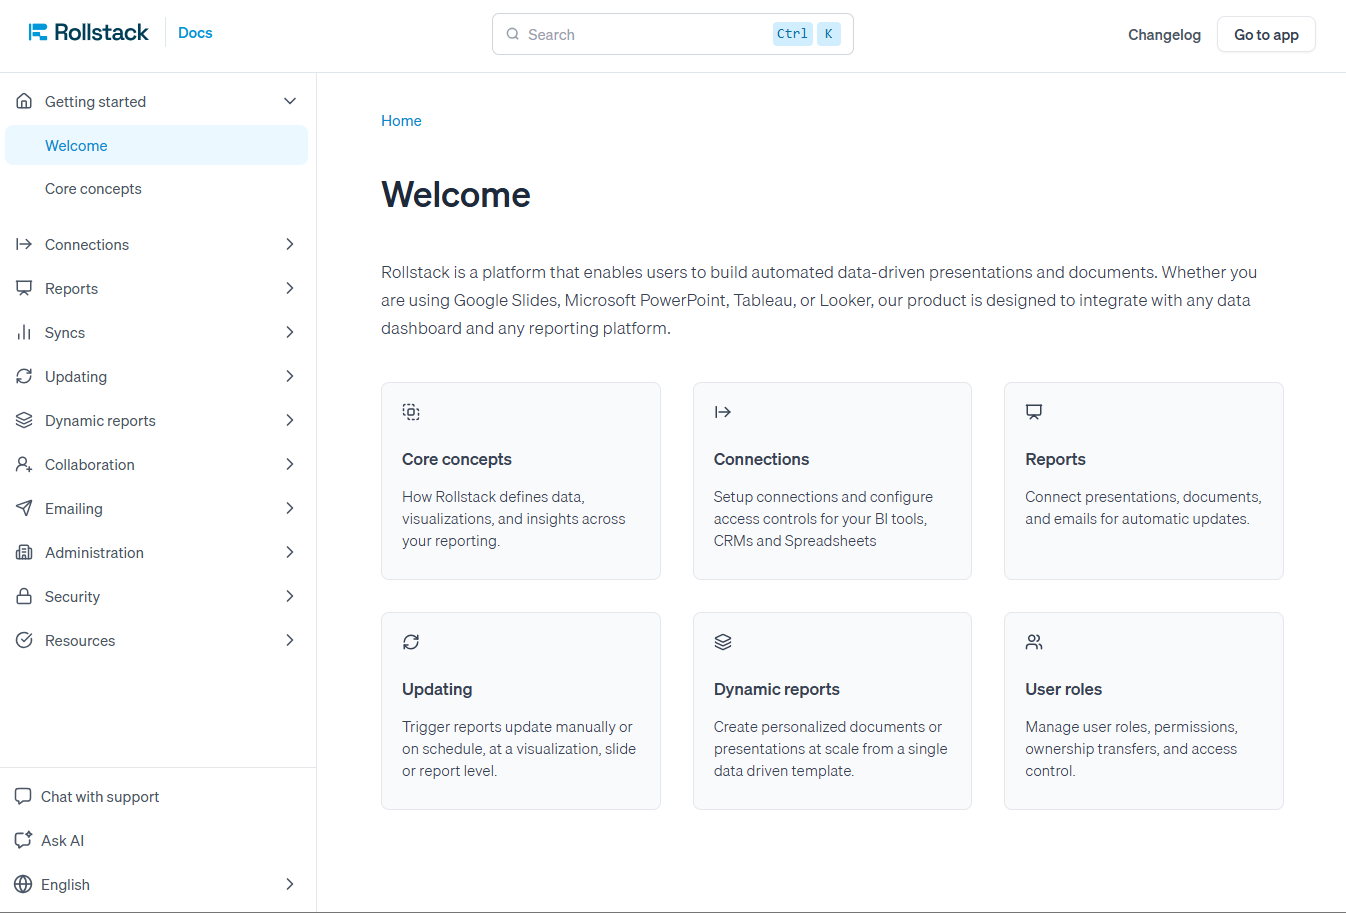 Rollstack
Docs
Search
Ctrl K
Changelog
Go to app
Getting started
Welcome
Core concepts
Connections
Reports
Syncs
Updating
Dynamic reports
Collaboration
Emailing
Administration
Security
Resources
Chat with support
Ask AI
English
Home
Welcome
Rollstack is a platform that enables users to build automated data-driven presentations and documents. Whether you
are using Google Slides, Microsoft PowerPoint, Tableau, or Looker, our product is designed to integrate with any data
dashboard and any reporting platform.
Core concepts
How Rollstack defines data,
visualizations, and insights across
your reporting.
Connections
Setup connections and configure
access controls for your BI tools,
CRMs and Spreadsheets
Reports
Connect presentations, documents,
and emails for automatic updates.
Updating
Trigger reports update manually or
on schedule, at a visualization, slide
or report level.
Dynamic reports
Create personalized documents or
presentations at scale from a single
data driven template.
User roles
Manage user roles, permissions,
ownership transfers, and access
control.